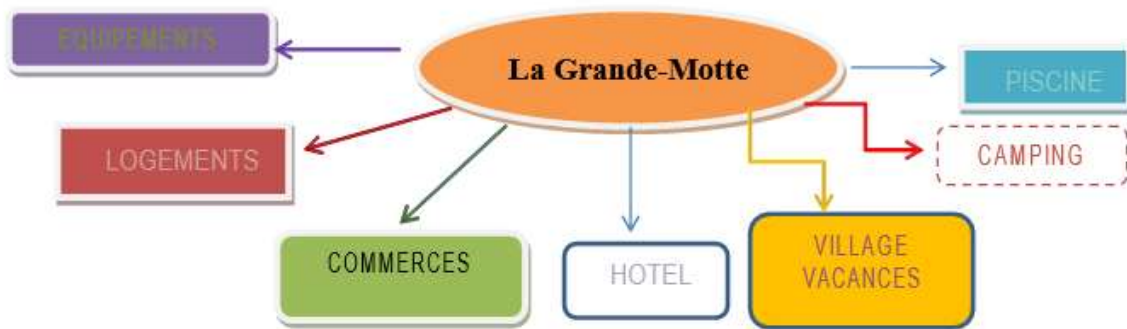 EQUIPEMENTS
La Grande-Motte
PISCINE
LOGEMENTS
CAMPING
COMMERCES
HOTEL
VILLAGE
VACANCES